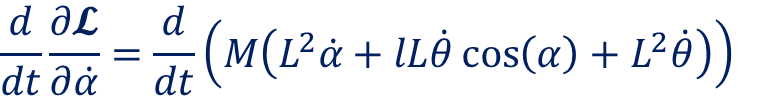 d/dt ∂𝓛/∂α̇ = d/dt (M(L²α̇ + lLθ̇ cos(α) + L²θ̇))